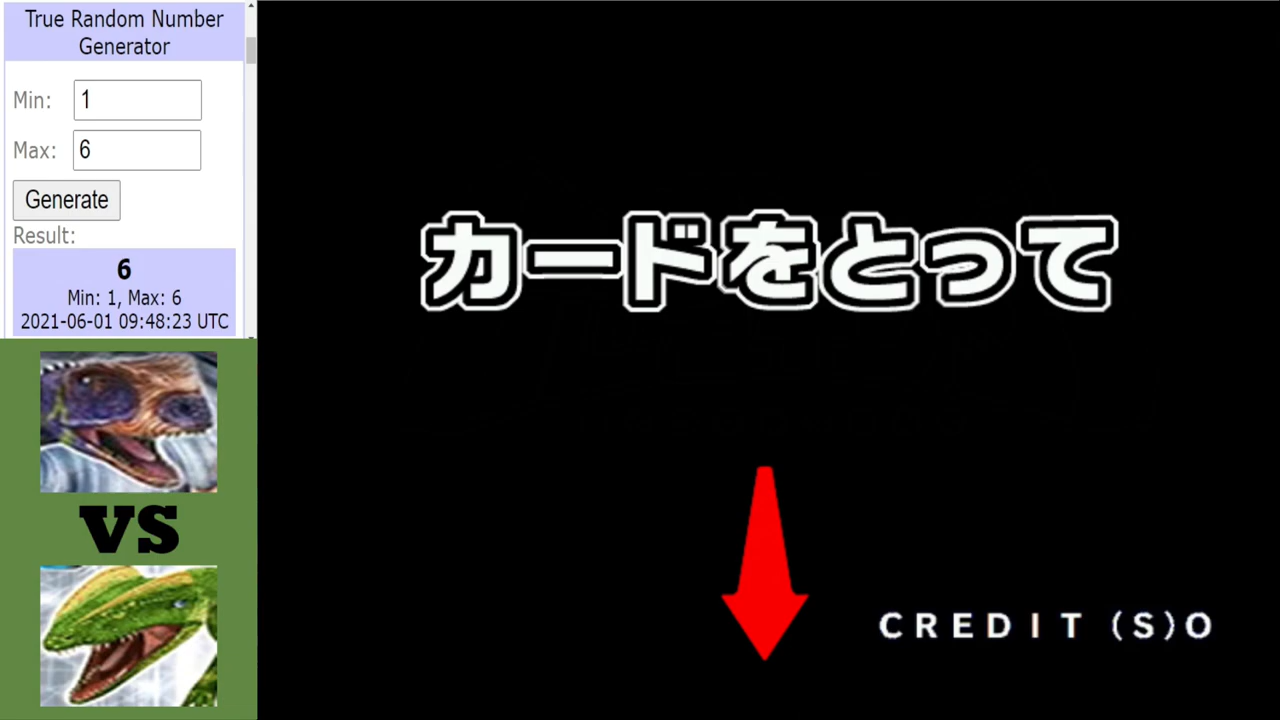 True Random Number
Generator
Min: 1
Max: 6
Generate
Result:
6
Min: 1, Max: 6
2021-06-01 09:48:23 UTC
VS
カードをとって
CREDIT (S)0